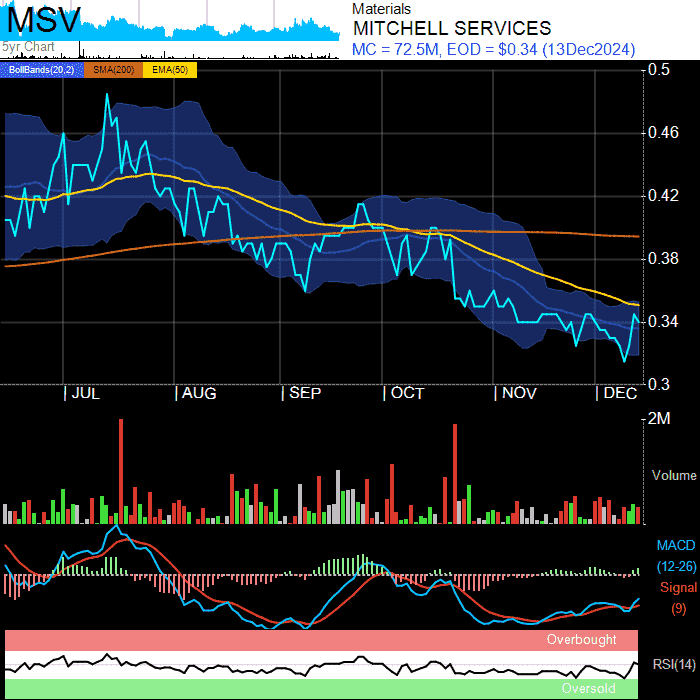 MSV
5yr Chart
Materials
MITCHELL SERVICES
MC = 72.5M, EOD = $0.34 (13Dec2024)
BollBands(20,2) SMA(200) EMA(50)
0.5
0.46
0.42
0.38
0.34
0.3
JUL AUG SEP OCT NOV DEC
2M
Volume
MACD
(12-26)
Signal
(9)
Overbought
RSI(14)
Oversold